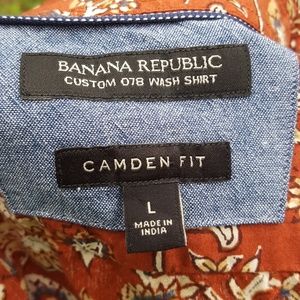 BANANA REPUBLIC
CUSTOM 078 WASH SHIRT
CAMDEN FIT
L
MADE IN
INDIA